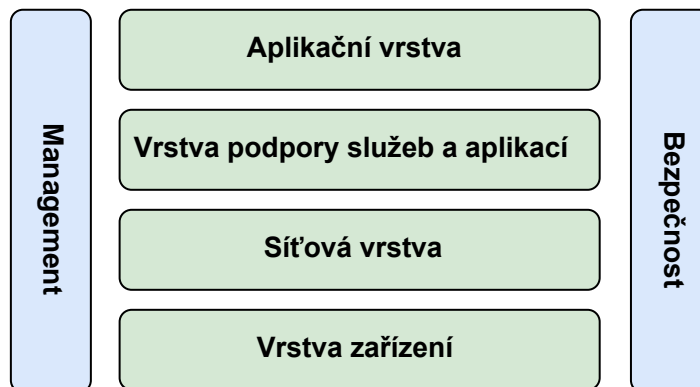 Management
Aplikační vrstva
Vrstva podpory služeb a aplikací
Síťová vrstva
Vrstva zařízení
Bezpečnost